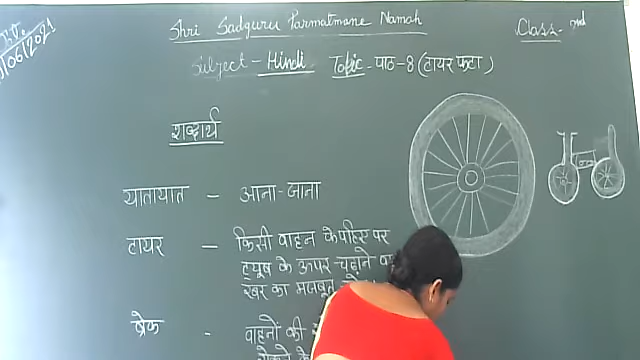 Shri Sadguru Parmatmane Namah
Class - 2nd
/06/2021
Subject - Hindi Topic - पाठ-8 (टायर फटा)
शब्दार्थ
यातायात - आना-जाना
टायर - किसी वाहन के पहिए पर
ट्यूब के ऊपर चढ़ाने
रबर का मजबूत
ब्रेक - वाहनों की
रोकने के